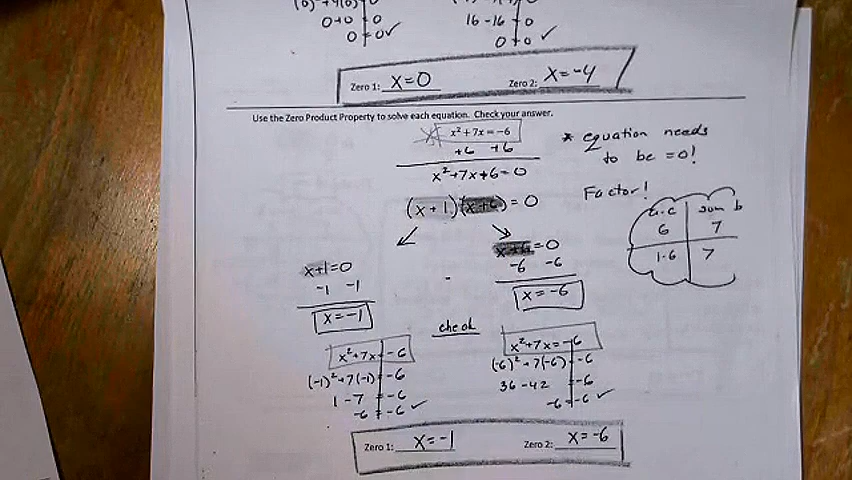 0+0 = 0 16-16 = 0
0 = 0 ✓ 0 = 0 ✓
Zero 1: x=0 Zero 2: x=-4
Use the Zero Product Property to solve each equation. Check your answer.
x² + 7x = -6
+6 +6
x²+7x+6=0
* equation needs
to be =0!
Factor!
(x+1)(x+6) = 0
a·c sum b
6 7
1·6 7
x+1=0
-1 -1
x=-1
x+6=0
-6 -6
x=-6
check
x²+7x=-6
(-1)²+7(-1) = -6
1-7 = -6
-6 = -6 ✓
x²+7x=-6
(-6)²+7(-6) = -6
36-42 = -6
-6 = -6 ✓
Zero 1: x=-1 Zero 2: x=-6